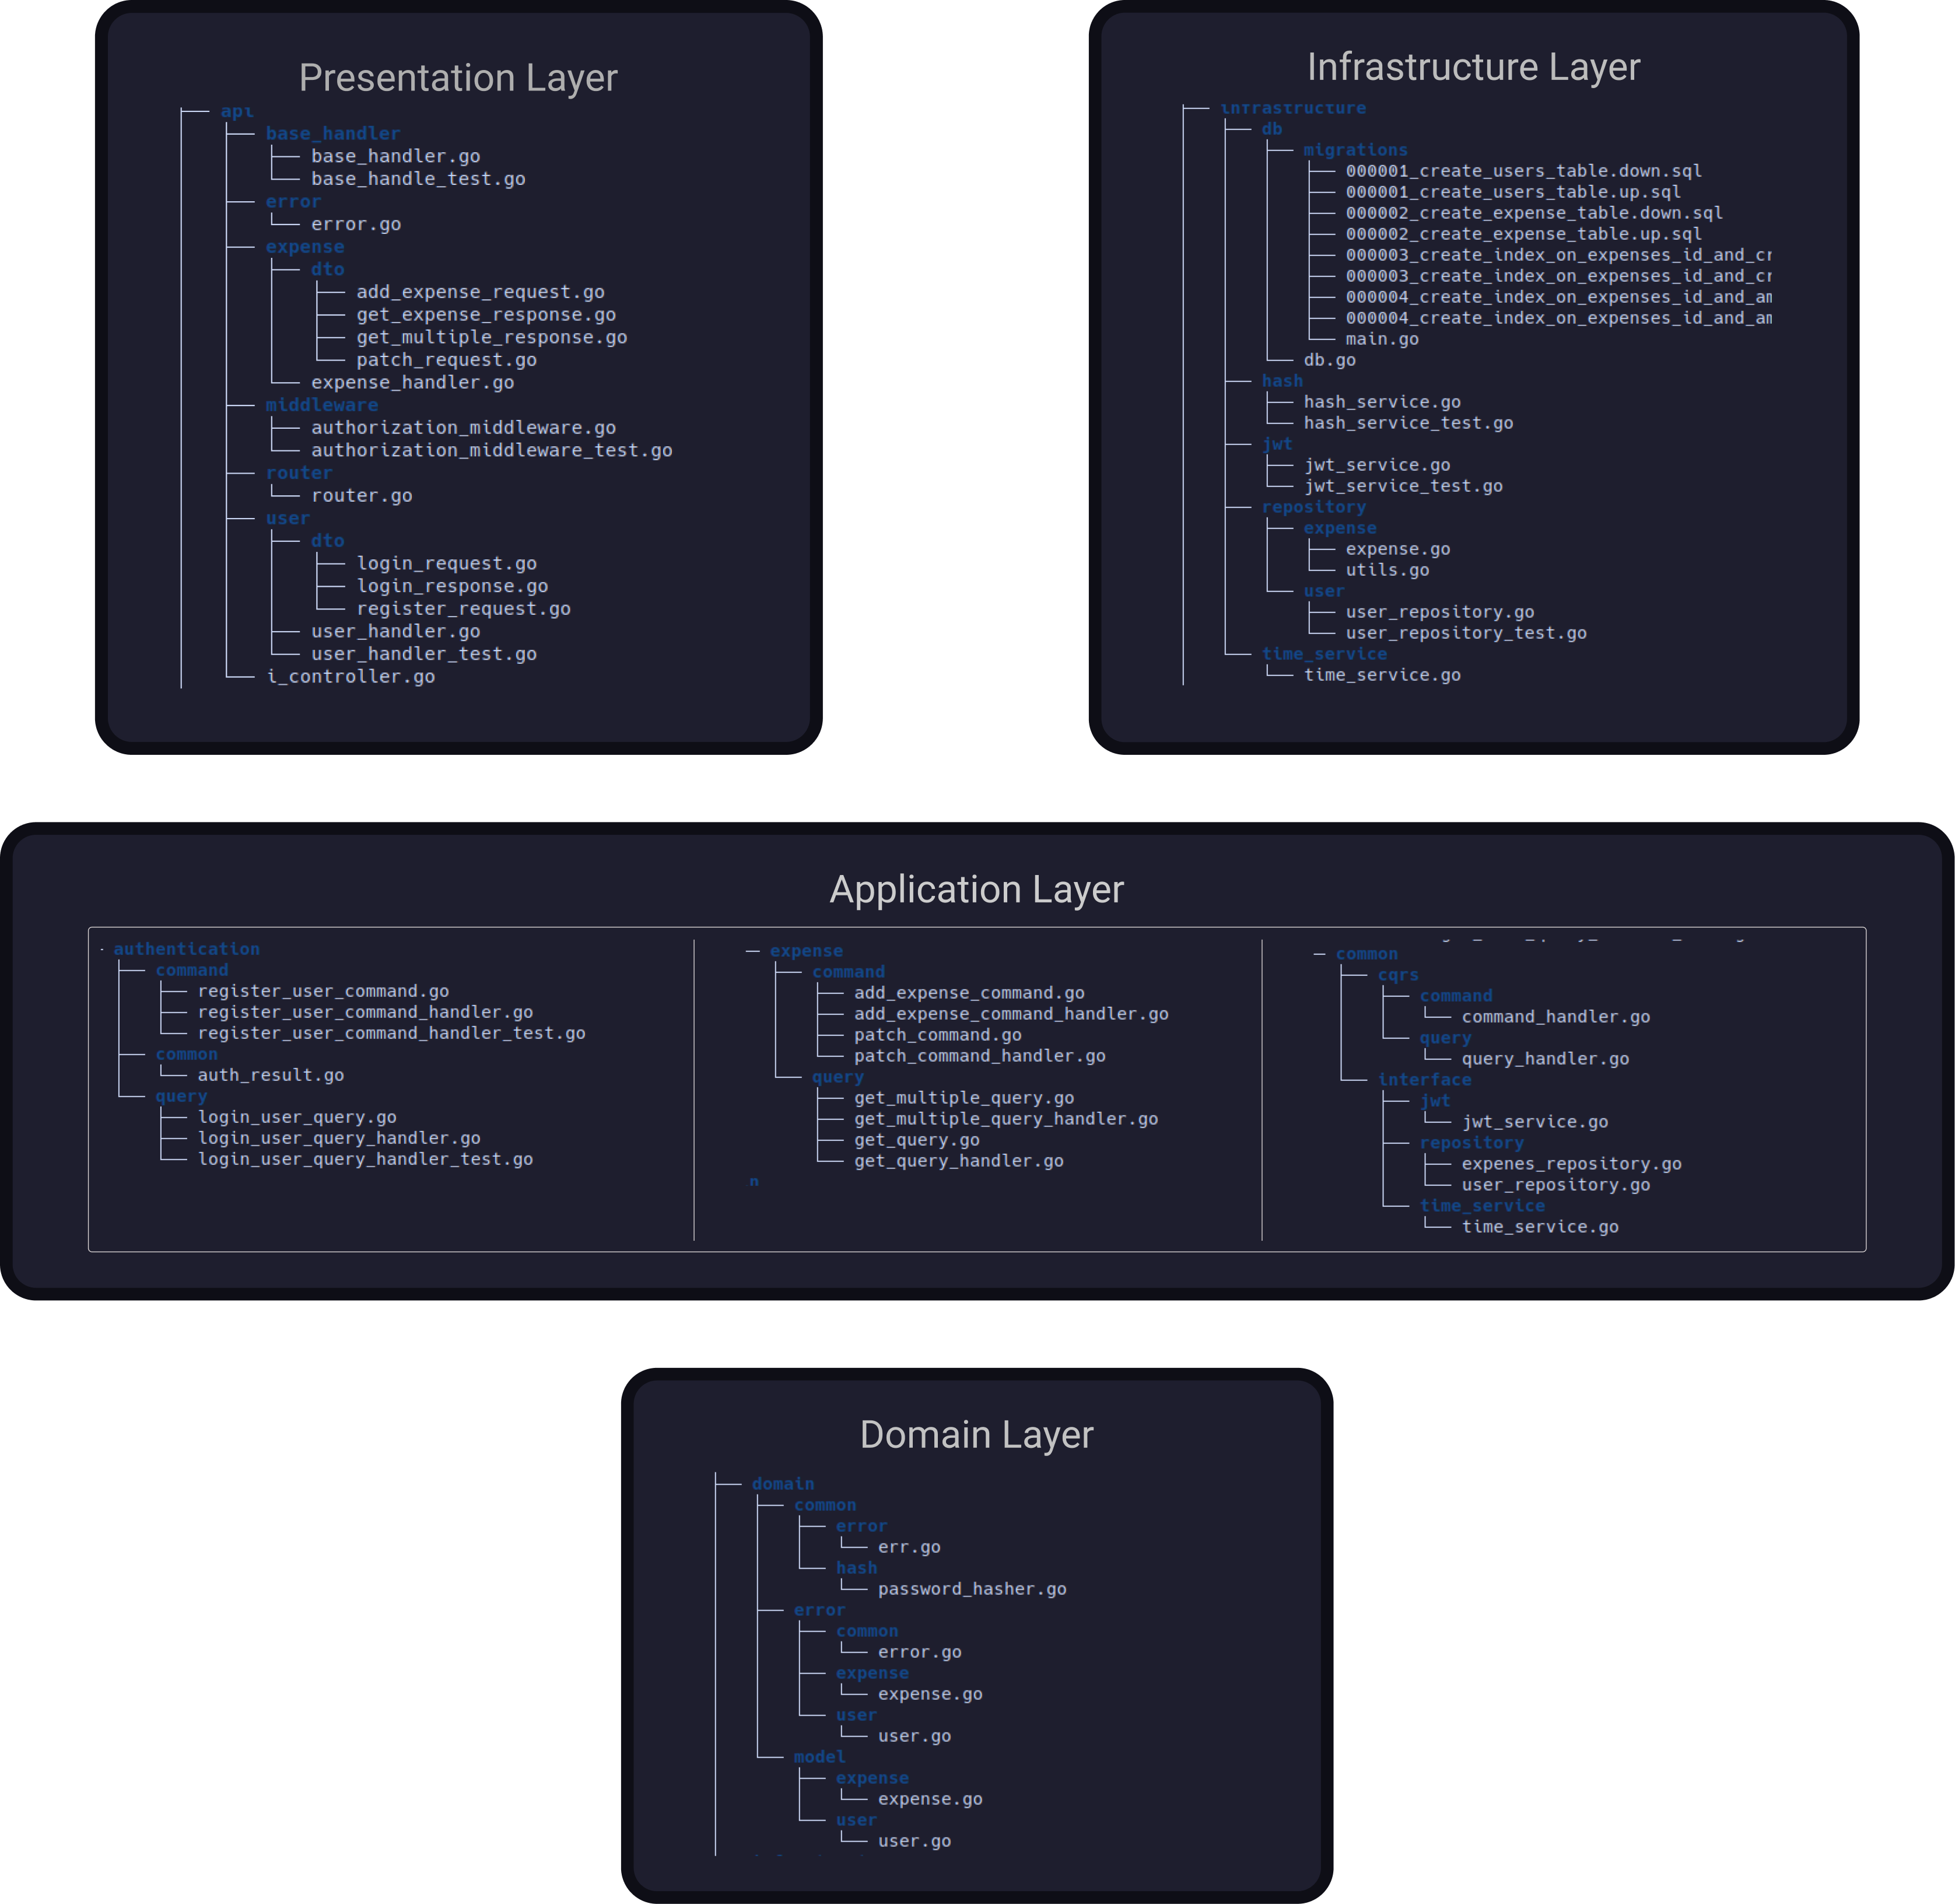 Presentation Layer
api
base_handler
base_handler.go
base_handle_test.go
error
error.go
expense
dto
add_expense_request.go
get_expense_response.go
get_multiple_response.go
patch_request.go
expense_handler.go
middleware
authorization_middleware.go
authorization_middleware_test.go
router
router.go
user
dto
login_request.go
login_response.go
register_request.go
user_handler.go
user_handler_test.go
i_controller.go
Infrastructure Layer
infrastructure
db
migrations
000001_create_users_table.down.sql
000001_create_users_table.up.sql
000002_create_expense_table.down.sql
000002_create_expense_table.up.sql
000003_create_index_on_expenses_id_and_cr
000003_create_index_on_expenses_id_and_cr
000004_create_index_on_expenses_id_and_am
000004_create_index_on_expenses_id_and_am
main.go
db.go
hash
hash_service.go
hash_service_test.go
jwt
jwt_service.go
jwt_service_test.go
repository
expense
expense.go
utils.go
user
user_repository.go
user_repository_test.go
time_service
time_service.go
Application Layer
authentication
command
register_user_command.go
register_user_command_handler.go
register_user_command_handler_test.go
common
auth_result.go
query
login_user_query.go
login_user_query_handler.go
login_user_query_handler_test.go
expense
command
add_expense_command.go
add_expense_command_handler.go
patch_command.go
patch_command_handler.go
query
get_multiple_query.go
get_multiple_query_handler.go
get_query.go
get_query_handler.go
n
common
cqrs
command
command_handler.go
query
query_handler.go
interface
jwt
jwt_service.go
repository
expenes_repository.go
user_repository.go
time_service
time_service.go
Domain Layer
domain
common
error
err.go
hash
password_hasher.go
error
common
error.go
expense
expense.go
user
user.go
model
expense
expense.go
user
user.go